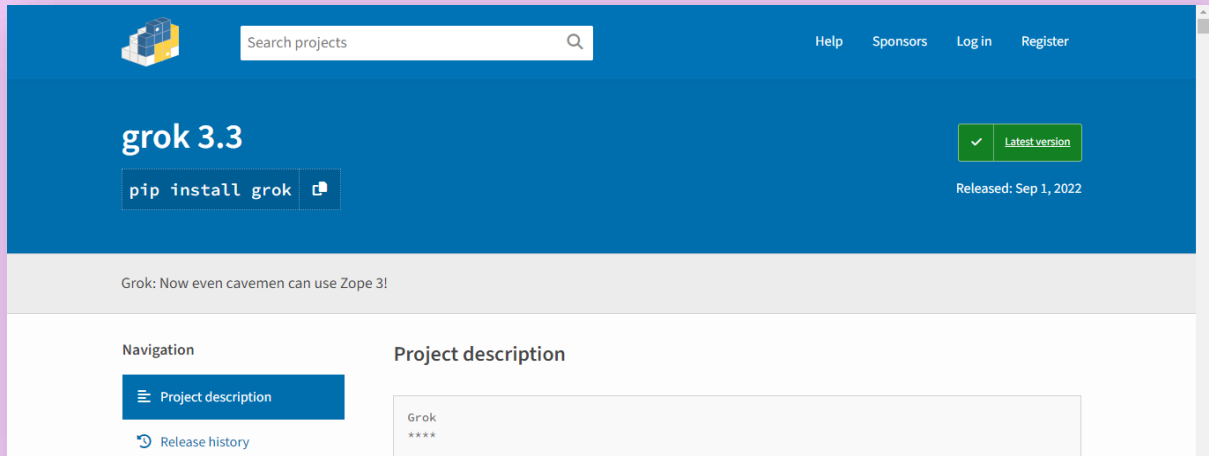 Search projects
Help Sponsors Log in Register
grok 3.3
Latest version
pip install grok
Released: Sep 1, 2022
Grok: Now even cavemen can use Zope 3!
Navigation
Project description
Project description
Grok
****
Release history